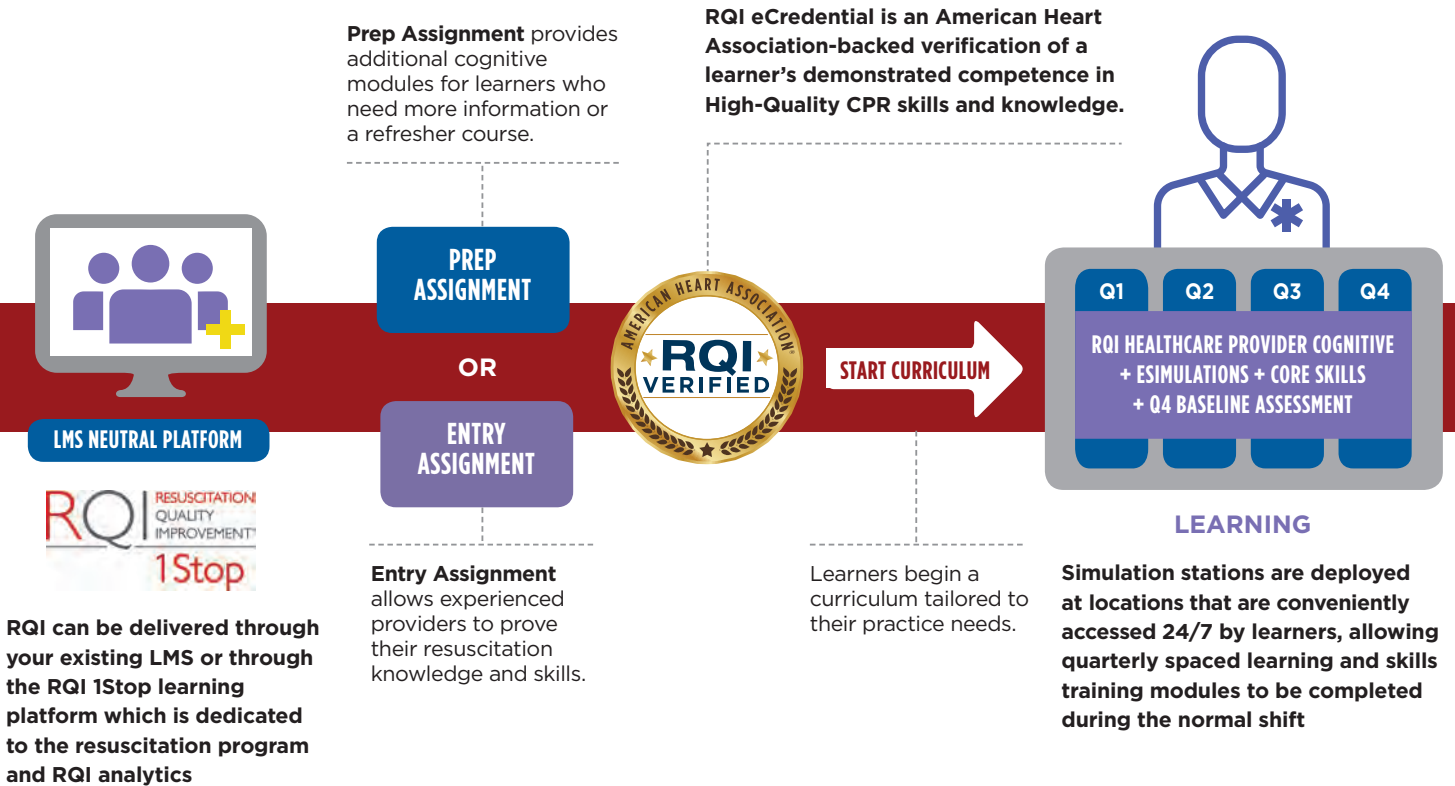 Prep Assignment provides
additional cognitive
modules for learners who
need more information or
a refresher course.
RQI eCredential is an American Heart
Association-backed verification of a
learner’s demonstrated competence in
High-Quality CPR skills and knowledge.
LMS NEUTRAL PLATFORM
RQI
RESUSCITATION
QUALITY
IMPROVEMENT
1Stop
RQI can be delivered through
your existing LMS or through
the RQI 1Stop learning
platform which is dedicated
to the resuscitation program
and RQI analytics
PREP
ASSIGNMENT
OR
ENTRY
ASSIGNMENT
Entry Assignment
allows experienced
providers to prove
their resuscitation
knowledge and skills.
AMERICAN HEART ASSOCIATION®
RQI
VERIFIED
START CURRICULUM
Learners begin a
curriculum tailored to
their practice needs.
Q1 Q2 Q3 Q4
RQI HEALTHCARE PROVIDER COGNITIVE
+ ESIMULATIONS + CORE SKILLS
+ Q4 BASELINE ASSESSMENT
LEARNING
Simulation stations are deployed
at locations that are conveniently
accessed 24/7 by learners, allowing
quarterly spaced learning and skills
training modules to be completed
during the normal shift